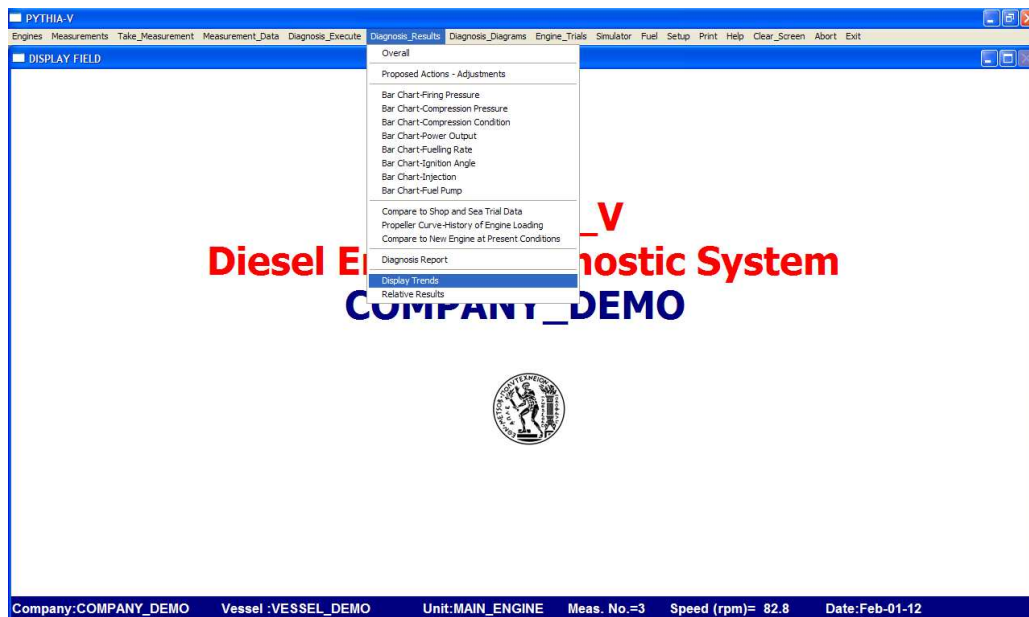 PYTHIA-V
Engines Measurements Take_Measurement Measurement_Data Diagnosis_Execute Diagnosis_Results Diagnosis_Diagrams Engine_Trials Simulator Fuel Setup Print Help Clear_Screen Abort Exit
DISPLAY FIELD
Overall
Proposed Actions - Adjustments
Bar Chart-Firing Pressure
Bar Chart-Compression Pressure
Bar Chart-Compression Condition
Bar Chart-Power Output
Bar Chart-Fuelling Rate
Bar Chart-Ignition Angle
Bar Chart-Injection
Bar Chart-Fuel Pump
Compare to Shop and Sea Trial Data
Propeller Curve-History of Engine Loading
Compare to New Engine at Present Conditions
Diagnosis Report
Display Trends
Relative Results
_V
Diesel E nostic System
COMPANY_DEMO
Company:COMPANY_DEMO Vessel :VESSEL_DEMO Unit:MAIN_ENGINE Meas. No.=3 Speed (rpm)= 82.8 Date:Feb-01-12